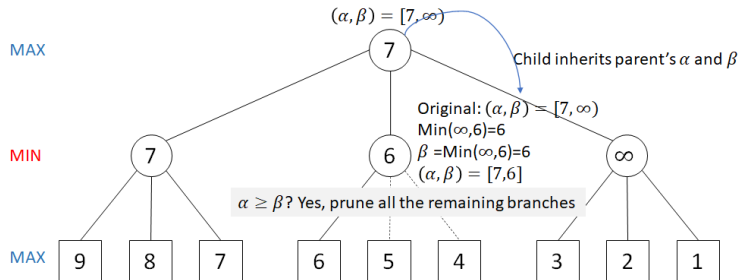 (α, β) = [7, ∞)
MAX
7
Child inherits parent's α and β
Original: (α, β) = [7, ∞)
Min(∞,6)=6
β =Min(∞,6)=6
(α, β) = [7,6]
MIN
7
6
∞
α ≥ β? Yes, prune all the remaining branches
MAX
9
8
7
6
5
4
3
2
1